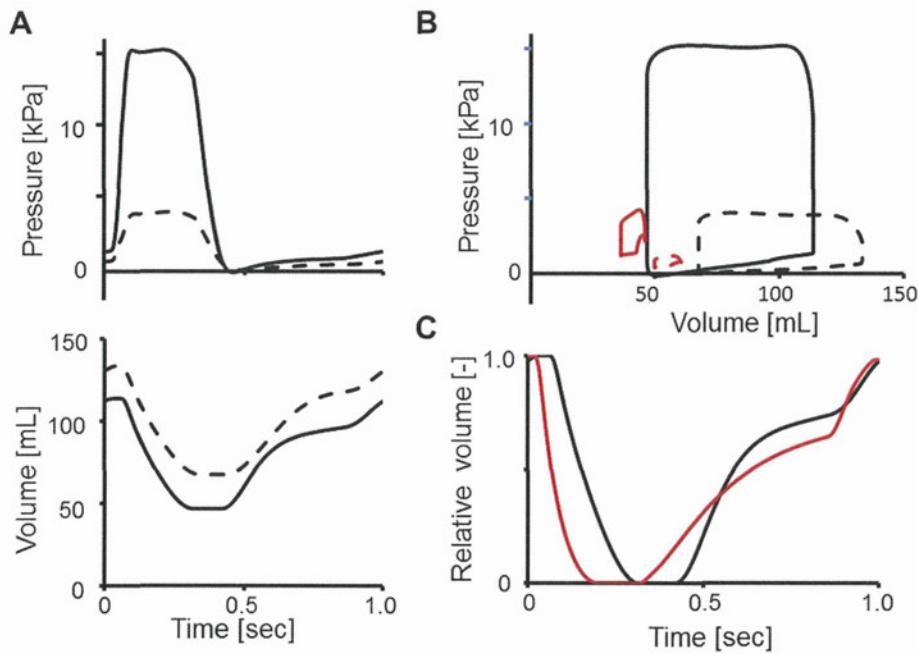 A
Pressure [kPa]
10
0
150
100
50
0
Volume [mL]
0
0.5
1.0
Time [sec]
B
Pressure [kPa]
10
0
50
100
150
Volume [mL]
C
Relative volume [-]
1.0
0
0
0.5
1.0
Time [sec]